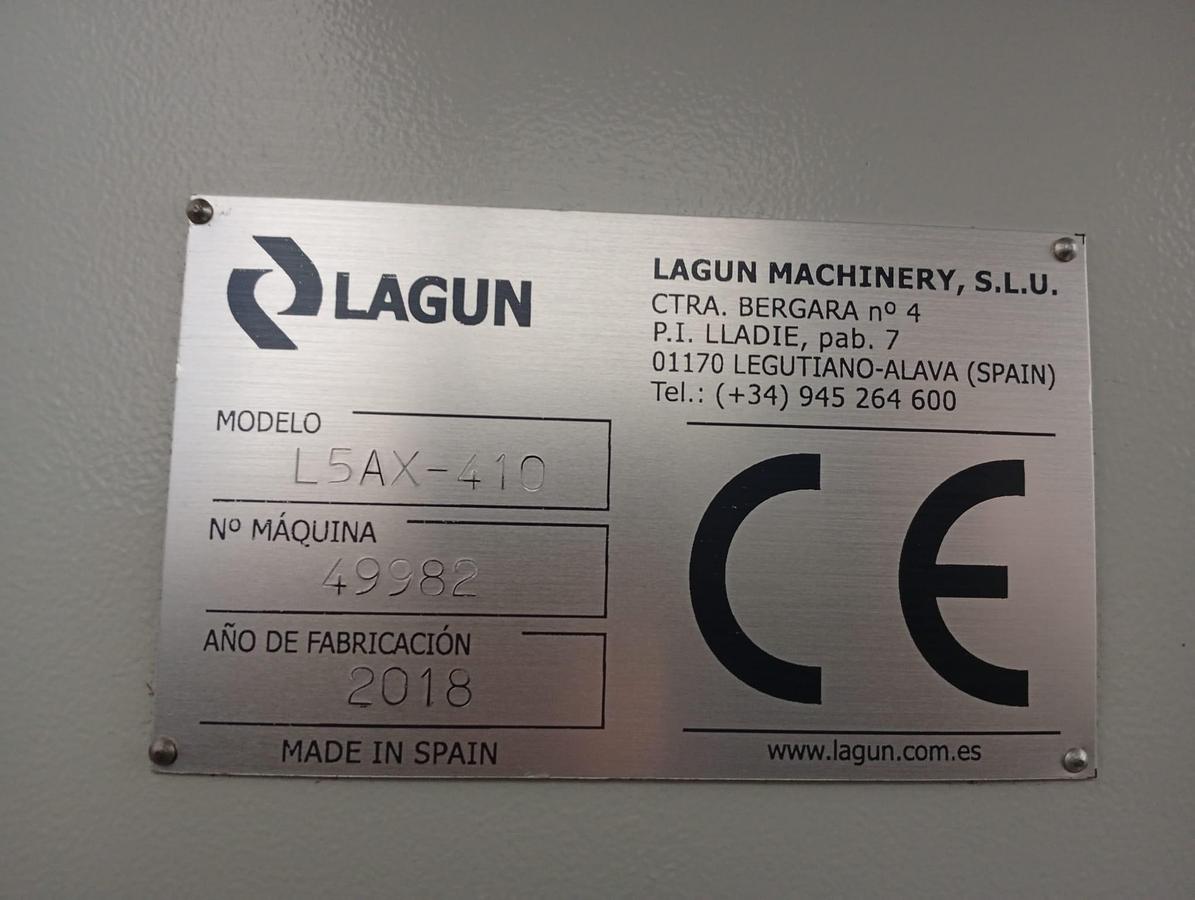 LAGUN
LAGUN MACHINERY, S.L.U.
CTRA. BERGARA nº 4
P.I. LLADIE, pab. 7
01170 LEGUTIANO-ALAVA (SPAIN)
Tel.: (+34) 945 264 600
MODELO
L5AX-410
Nº MÁQUINA
49982
AÑO DE FABRICACIÓN
2018
MADE IN SPAIN
CE
www.lagun.com.es